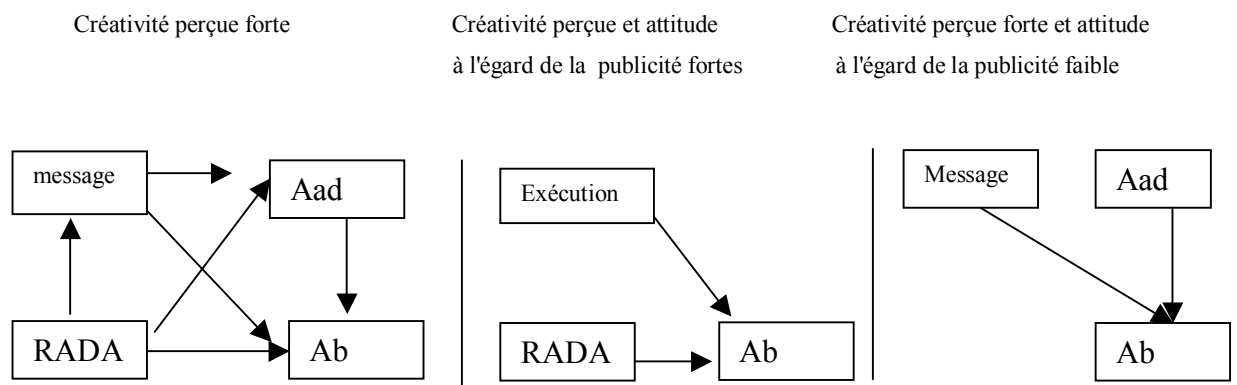 Créativité perçue forte
Créativité perçue et attitude
à l'égard de la publicité fortes
Créativité perçue forte et attitude
à l'égard de la publicité faible
message
Aad
RADA
Ab
Exécution
RADA
Ab
Message
Aad
Ab